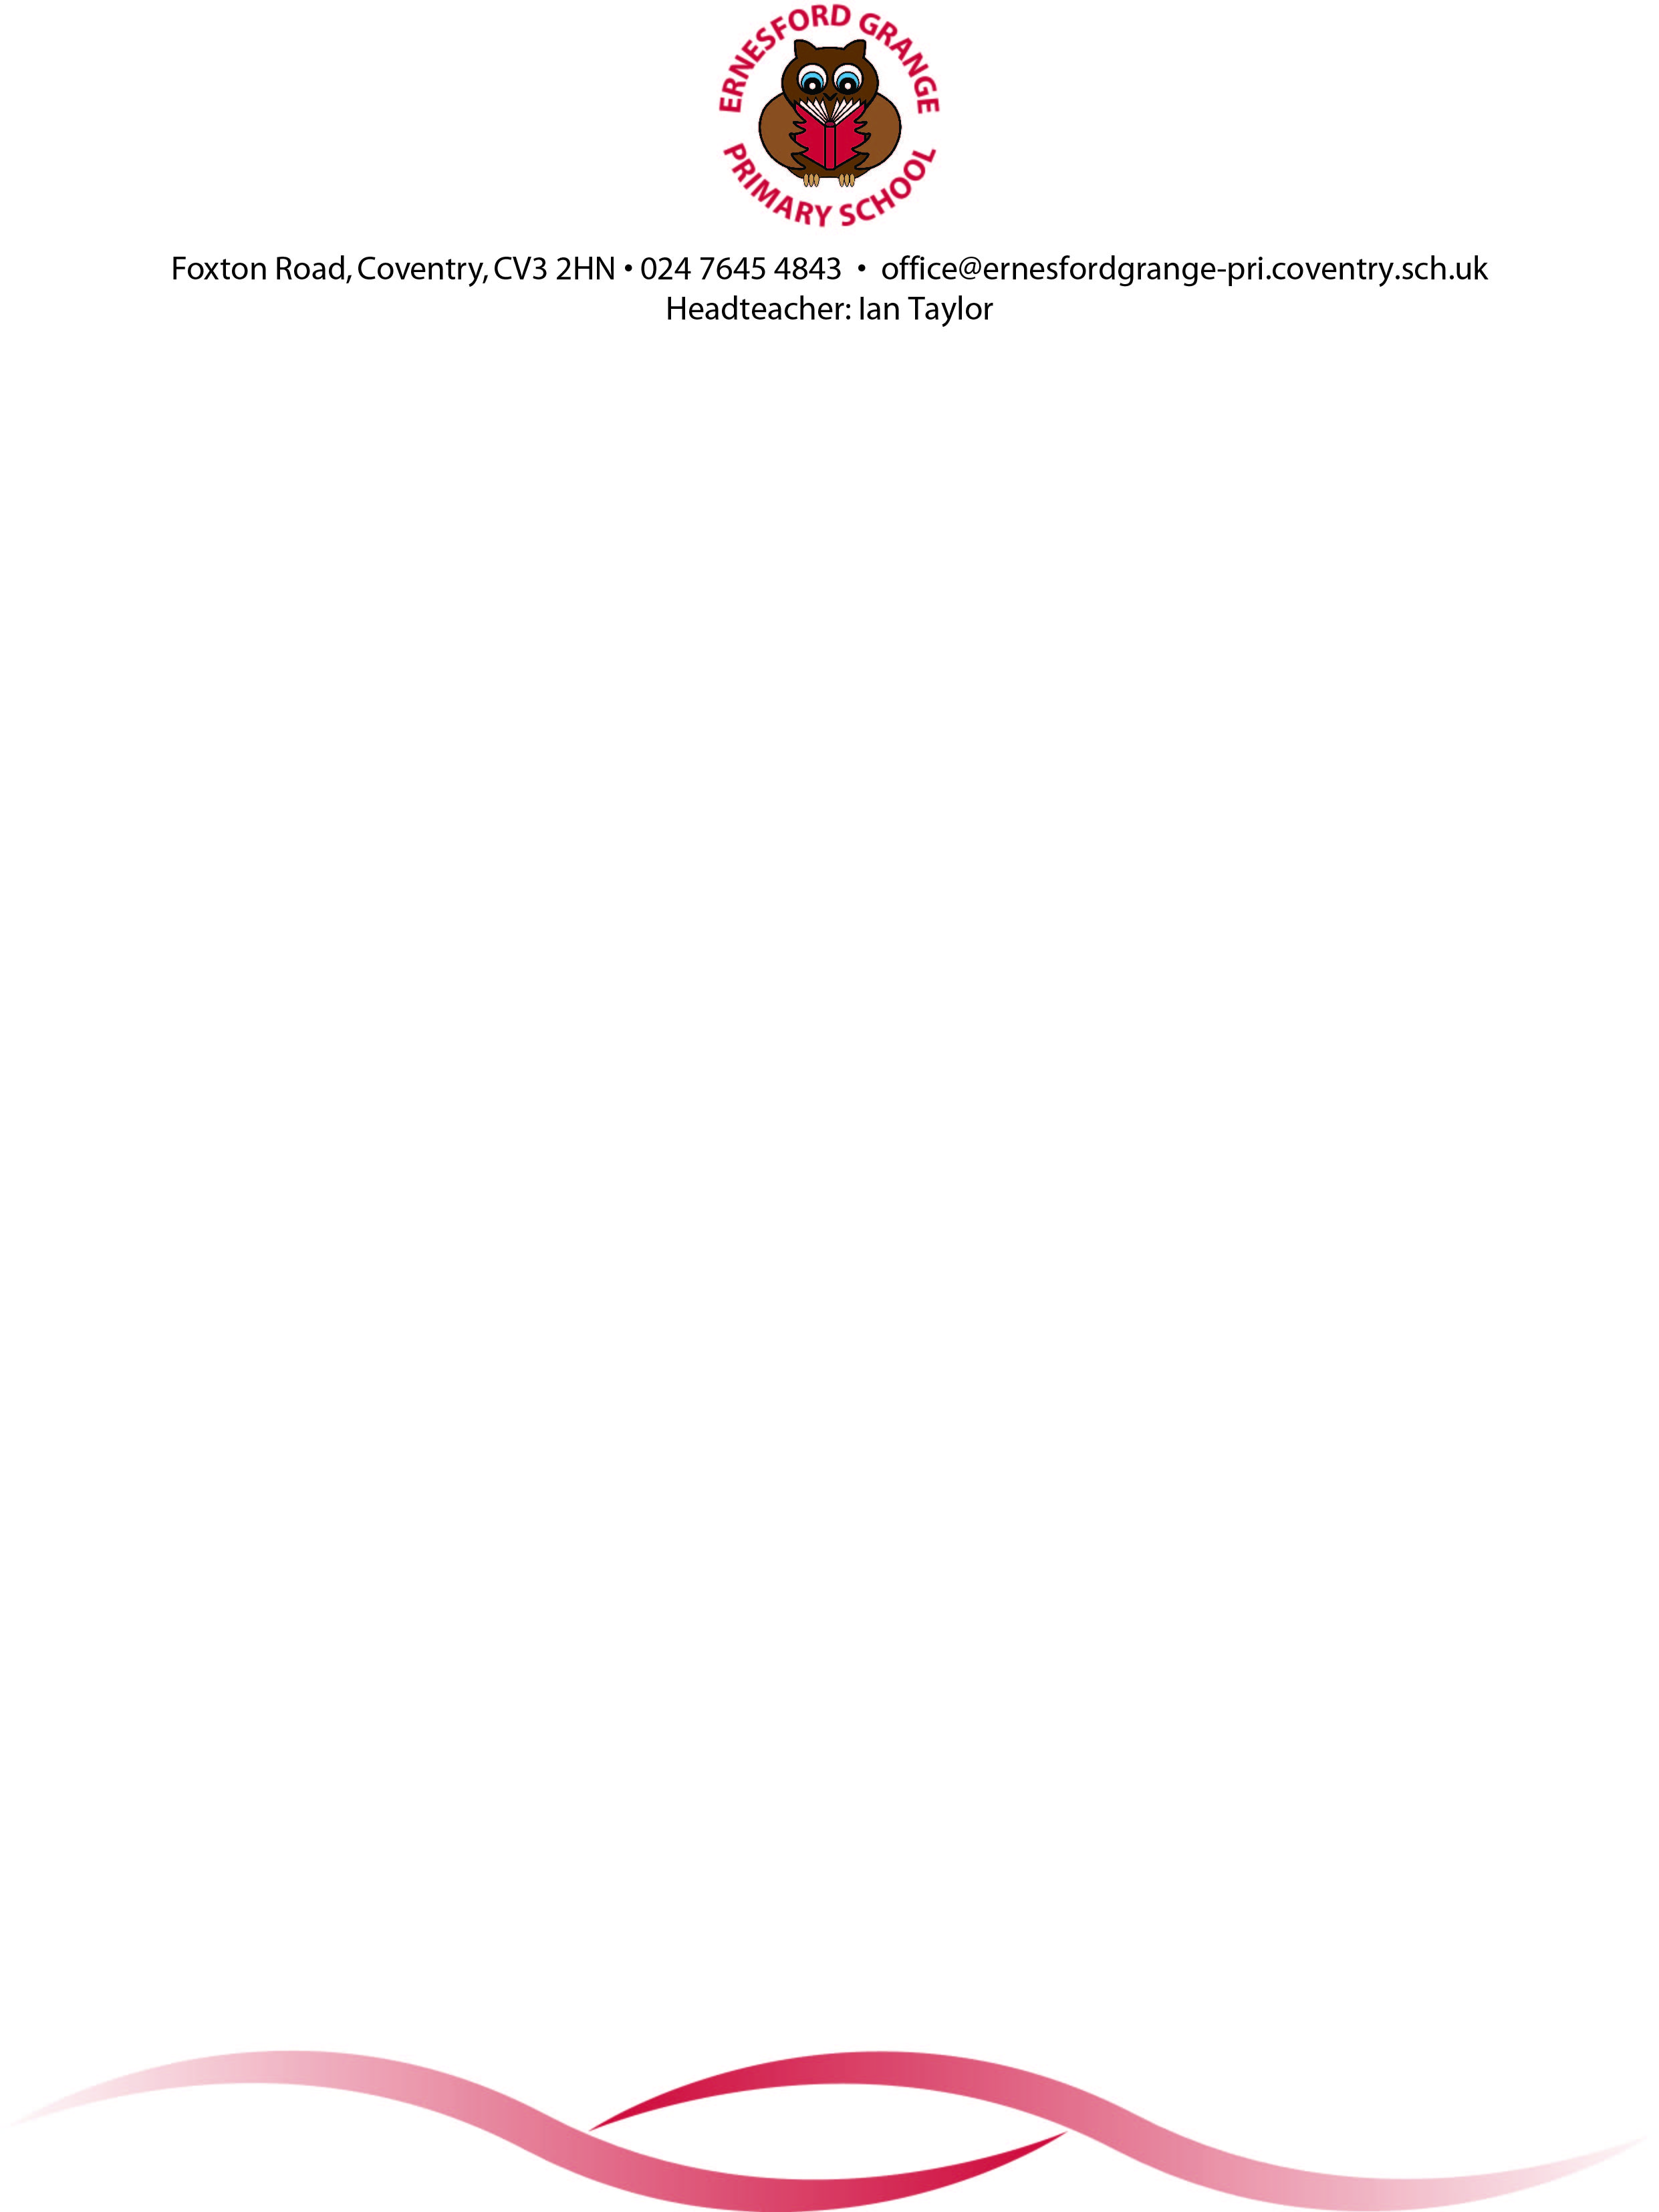 ERNESFORD GRANGE
PRIMARY SCHOOL
Foxton Road, Coventry, CV3 2HN • 024 7645 4843 • office@ernesfordgrange-pri.coventry.sch.uk
Headteacher: Ian Taylor